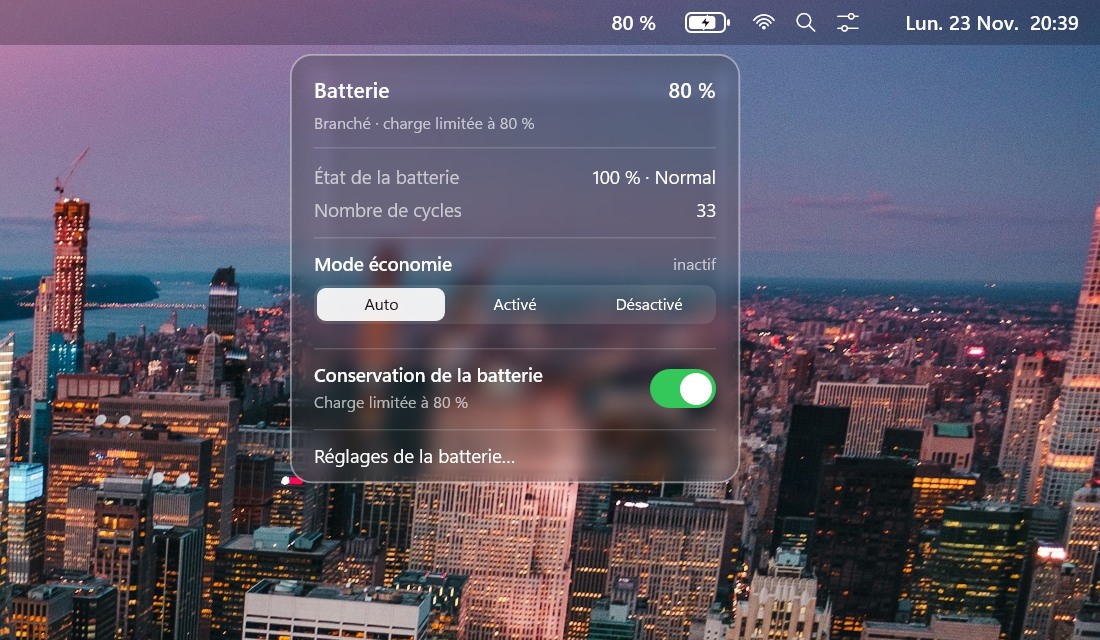 80 % Lun. 23 Nov. 20:39
Batterie 80 %
Branché · charge limitée à 80 %
État de la batterie 100 % · Normal
Nombre de cycles 33
Mode économie inactif
Auto Activé Désactivé
Conservation de la batterie
Charge limitée à 80 %
Réglages de la batterie...